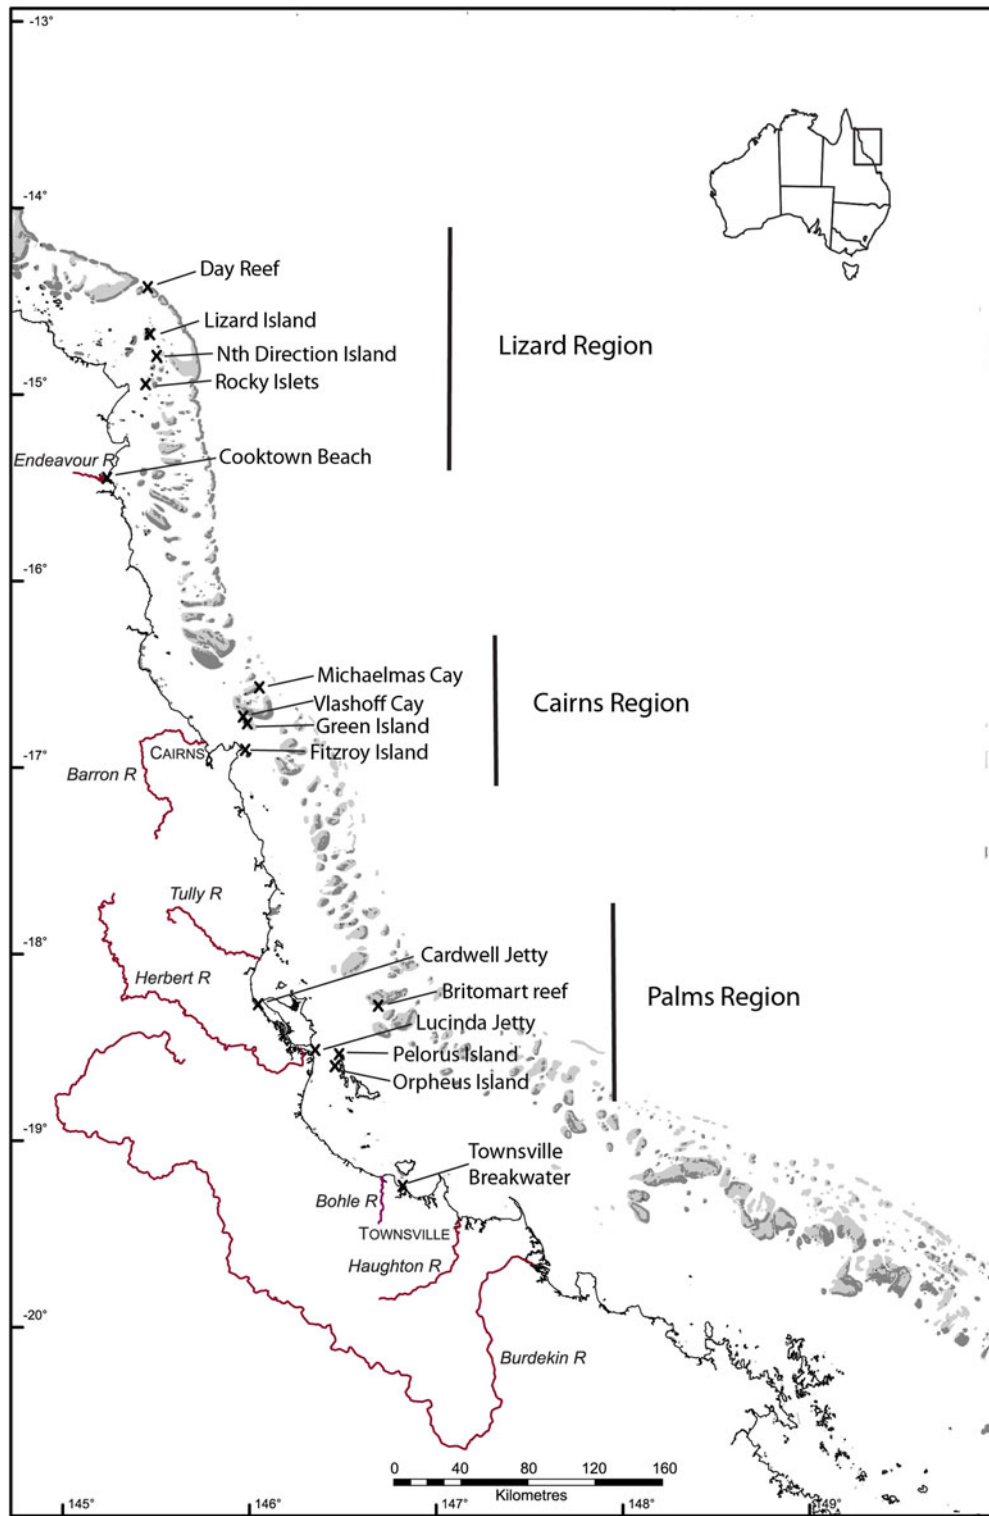 -13°
-14°
Day Reef
Lizard Island
Nth Direction Island
Rocky Islets
Lizard Region
-15°
Endeavour R
Cooktown Beach
-16°
Michaelmas Cay
Vlashoff Cay
Green Island
Fitzroy Island
Cairns Region
CAIRNS
-17°
Barron R
Tully R
-18°
Herbert R
Cardwell Jetty
Britomart reef
Lucinda Jetty
Pelorus Island
Orpheus Island
Palms Region
-19°
Townsville
Breakwater
Bohle R
TOWNSVILLE
Haughton R
-20°
Burdekin R
0 40 80 120 160
Kilometres
145° 146° 147° 148° 149°